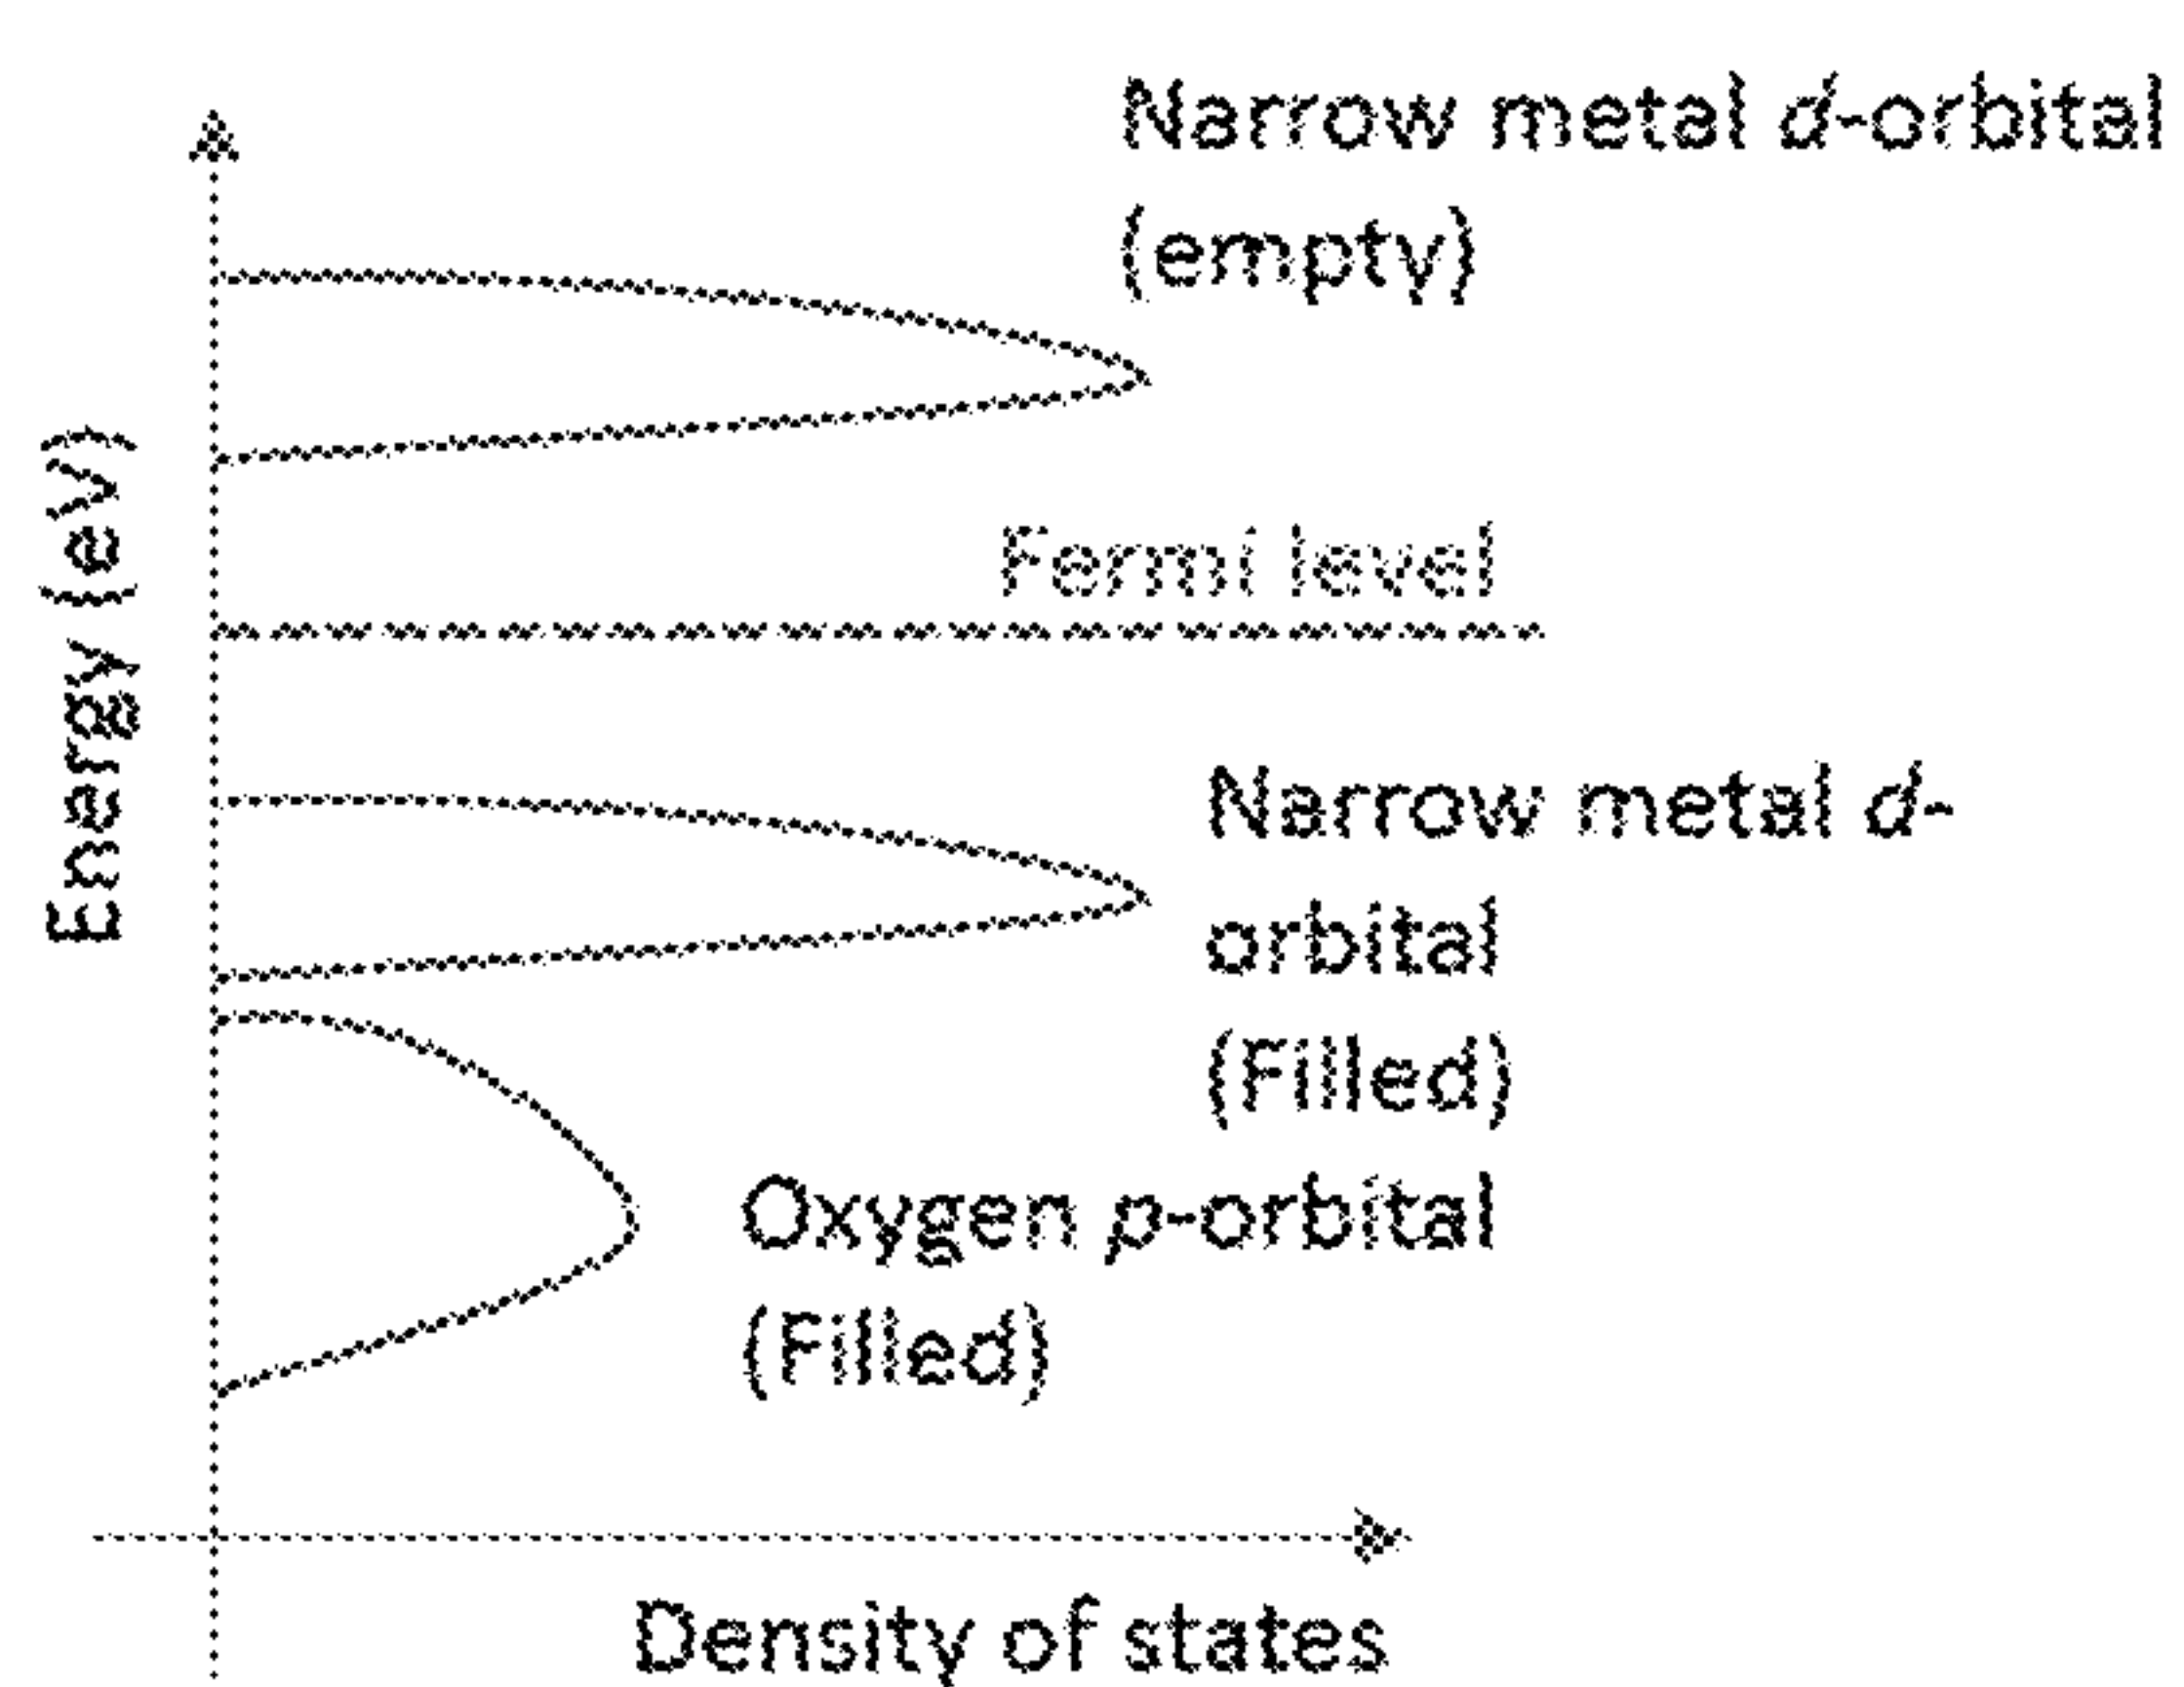 Narrow metal d-orbital
(empty)
Energy (eV)
Fermi level
Narrow metal d-
orbital
(Filled)
Oxygen p-orbital
(Filled)
Density of states